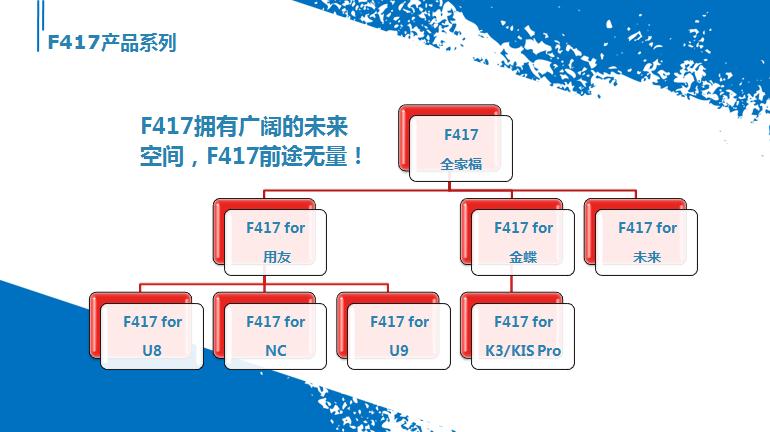 F417产品系列
F417拥有广阔的未来
空间，F417前途无量！
F417
全家福
F417 for
用友
F417 for
金蝶
F417 for
未来
F417 for
U8
F417 for
NC
F417 for
U9
F417 for
K3/KIS Pro